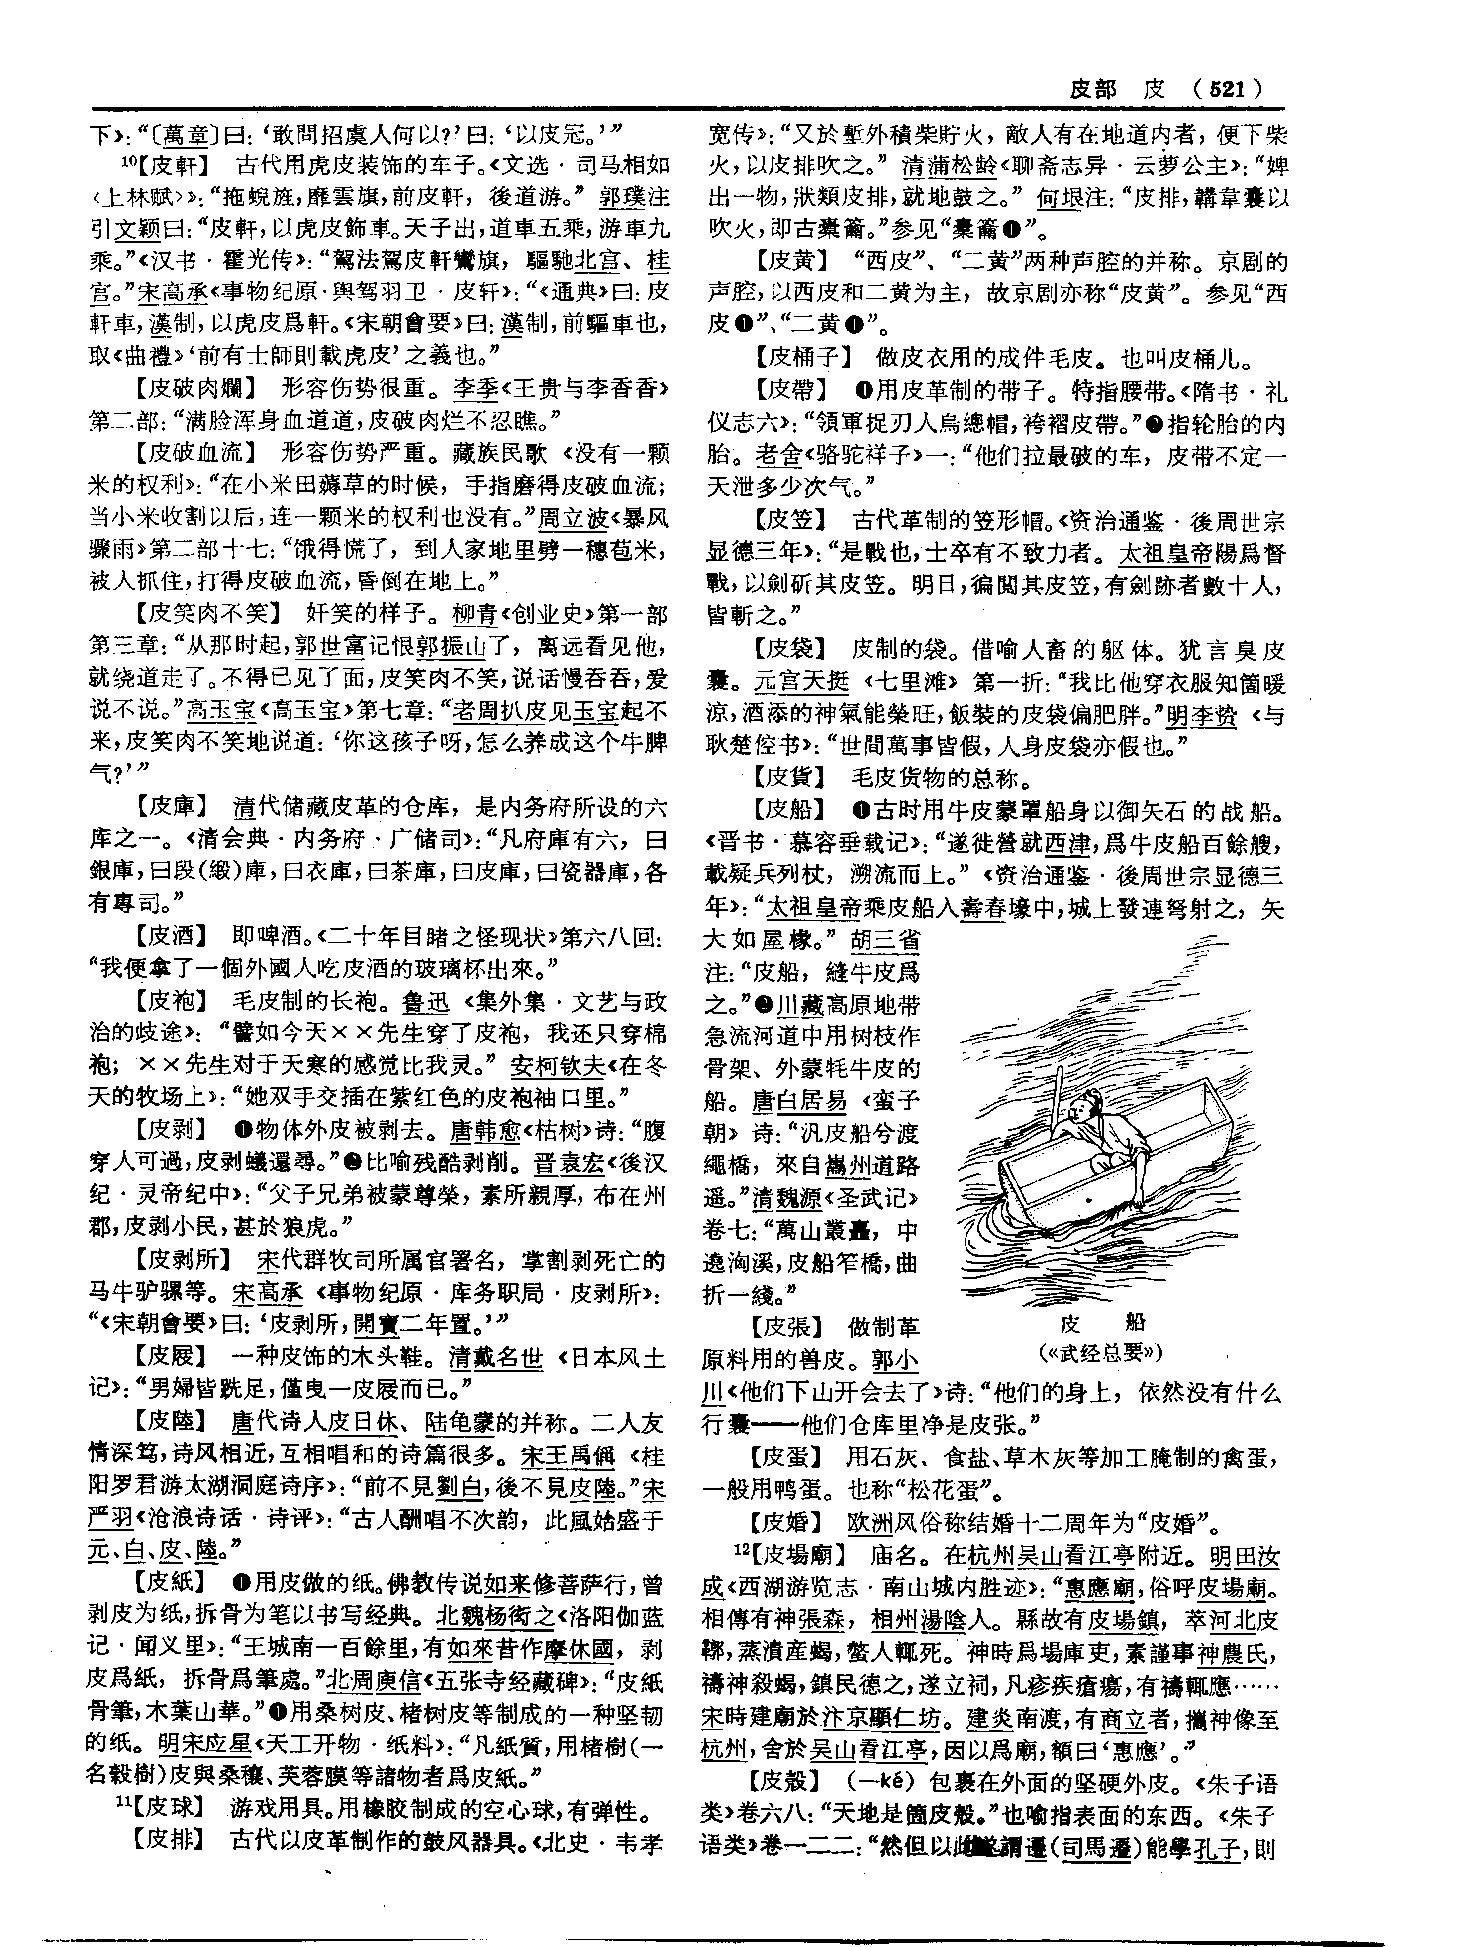 皮部　皮　（521）
下》：“〔萬章〕曰：‘敢問招虞人何以？’曰：‘以皮冠。’”
10【皮軒】　古代用虎皮装饰的车子。《文选·司马相如
〈上林赋〉》：“拖蜺旌，靡雲旗，前皮軒，後道游。”郭璞注
引文颖曰：“皮軒，以虎皮飾車。天子出，道車五乘，游車九
乘。”《汉书·霍光传》：“駕法駕皮軒鸞旗，驅馳北宫、桂
宫。”宋高承《事物纪原·舆驾羽卫·皮轩》：“《通典》曰：皮
軒車，漢制，以虎皮爲軒。《宋朝會要》曰：漢制，前驅車也，
取《曲禮》‘前有士師則載虎皮’之義也。”
【皮破肉爛】　形容伤势很重。李季《王贵与李香香》
第二部：“满脸浑身血道道，皮破肉烂不忍瞧。”
【皮破血流】　形容伤势严重。藏族民歌《没有一颗
米的权利》：“在小米田薅草的时候，手指磨得皮破血流；
当小米收割以后，连一颗米的权利也没有。”周立波《暴风
骤雨》第二部十七：“饿得慌了，到人家地里劈一穗苞米，
被人抓住，打得皮破血流，昏倒在地上。”
【皮笑肉不笑】　奸笑的样子。柳青《创业史》第一部
第三章：“从那时起，郭世富记恨郭振山了，离远看见他，
就绕道走了。不得已见了面，皮笑肉不笑，说话慢吞吞，爱
说不说。”高玉宝《高玉宝》第七章：“老周扒皮见玉宝起不
来，皮笑肉不笑地说道：‘你这孩子呀，怎么养成这个牛脾
气？’”
【皮庫】　清代储藏皮革的仓库，是内务府所设的六
库之一。《清会典·内务府·广储司》：“凡府庫有六，曰
銀庫，曰段（緞）庫，曰衣庫，曰茶庫，曰皮庫，曰瓷器庫，各
有專司。”
【皮酒】　即啤酒。《二十年目睹之怪现状》第六八回：
“我便拿了一個外國人吃皮酒的玻璃杯出來。”
【皮袍】　毛皮制的长袍。鲁迅《集外集·文艺与政
治的歧途》：“譬如今天××先生穿了皮袍，我还只穿棉
袍；××先生对于天寒的感觉比我灵。”安柯钦夫《在冬
天的牧场上》：“她双手交插在紫红色的皮袍袖口里。”
【皮剥】　❶物体外皮被剥去。唐韩愈《枯树》诗：“腹
穿人可過，皮剥蟻還尋。”❷比喻残酷剥削。晋袁宏《後汉
纪·灵帝纪中》：“父子兄弟被蒙尊榮，素所親厚，布在州
郡，皮剥小民，甚於狼虎。”
【皮剥所】　宋代群牧司所属官署名，掌割剥死亡的
马牛驴骡等。宋高承《事物纪原·库务职局·皮剥所》：
“《宋朝會要》曰：‘皮剥所，開寶二年置。’”
【皮屐】　一种皮饰的木头鞋。清戴名世《日本风土
记》：“男婦皆跣足，僅曳一皮屐而已。”
【皮陸】　唐代诗人皮日休、陆龟蒙的并称。二人友
情深笃，诗风相近，互相唱和的诗篇很多。宋王禹偁《桂
阳罗君游太湖洞庭诗序》：“前不見劉白，後不見皮陸。”宋
严羽《沧浪诗话·诗评》：“古人酬唱不次韵，此風始盛于
元、白、皮、陸。”
【皮紙】　❶用皮做的纸。佛教传说如来修菩萨行，曾
剥皮为纸，拆骨为笔以书写经典。北魏杨衒之《洛阳伽蓝
记·闻义里》：“王城南一百餘里，有如來昔作摩休國，剥
皮爲紙，拆骨爲筆處。”北周庾信《五张寺经藏碑》：“皮紙
骨筆，木葉山華。”❷用桑树皮、楮树皮等制成的一种坚韧
的纸。明宋应星《天工开物·纸料》：“凡紙質，用楮樹（一
名榖樹）皮與桑穰、芙蓉膜等諸物者爲皮紙。”
11【皮球】　游戏用具。用橡胶制成的空心球，有弹性。
【皮排】　古代以皮革制作的鼓风器具。《北史·韦孝
宽传》：“又於塹外積柴貯火，敵人有在地道内者，便下柴
火，以皮排吹之。”清蒲松龄《聊斋志异·云萝公主》：“婢
出一物，狀類皮排，就地鼓之。”何垠注：“皮排，韛韋囊以
吹火，即古橐籥。”参见“橐籥❶”。
【皮黄】　“西皮”、“二黄”两种声腔的并称。京剧的
声腔，以西皮和二黄为主，故京剧亦称“皮黄”。参见“西
皮❶”、“二黄❶”。
【皮桶子】　做皮衣用的成件毛皮。也叫皮桶儿。
【皮帶】　❶用皮革制的带子。特指腰带。《隋书·礼
仪志六》：“領軍捉刃人烏總帽，袴褶皮帶。”❷指轮胎的内
胎。老舍《骆驼祥子》一：“他们拉最破的车，皮带不定一
天泄多少次气。”
【皮笠】　古代革制的笠形帽。《资治通鉴·後周世宗
显德三年》：“是戰也，士卒有不致力者。太祖皇帝陽爲督
戰，以劍斫其皮笠。明日，徧閲其皮笠，有劍跡者數十人，
皆斬之。”
【皮袋】　皮制的袋。借喻人畜的躯体。犹言臭皮
囊。元宫天挺《七里滩》第一折：“我比他穿衣服知箇暖
涼，酒添的神氣能榮旺，飯裝的皮袋偏肥胖。”明李贽《与
耿楚倥书》：“世間萬事皆假，人身皮袋亦假也。”
【皮貨】　毛皮货物的总称。
【皮船】　❶古时用牛皮蒙罩船身以御矢石的战船。
《晋书·慕容垂载记》：“遂徙營就西津，爲牛皮船百餘艘，
載疑兵列杖，溯流而上。”《资治通鉴·後周世宗显德三
年》：“太祖皇帝乘皮船入壽春壕中，城上發連弩射之，矢
大如屋椽。”胡三省
注：“皮船，縫牛皮爲
之。”❷川藏高原地带
急流河道中用树枝作
骨架、外蒙牦牛皮的
船。唐白居易《蛮子
朝》诗：“汎皮船兮渡
繩橋，來自巂州道路
遥。”清魏源《圣武记》
卷七：“萬山叢矗，中
遶洶溪，皮船笮橋，曲
折一綫。”
皮　船
（《武经总要》）
【皮張】　做制革
原料用的兽皮。郭小
川《他们下山开会去了》诗：“他们的身上，依然没有什么
行囊——他们仓库里净是皮张。”
【皮蛋】　用石灰、食盐、草木灰等加工腌制的禽蛋，
一般用鸭蛋。也称“松花蛋”。
【皮婚】　欧洲风俗称结婚十二周年为“皮婚”。
12【皮場廟】　庙名。在杭州吴山看江亭附近。明田汝
成《西湖游览志·南山城内胜迹》：“惠應廟，俗呼皮場廟。
相傳有神張森，相州湯陰人。縣故有皮場鎮，萃河北皮
鞹，蒸潰産蝎，螫人輒死。神時爲場庫吏，素謹事神農氏，
禱神殺蝎，鎮民德之，遂立祠，凡疹疾瘡瘍，有禱輒應……
宋時建廟於汴京顯仁坊。建炎南渡，有商立者，攜神像至
杭州，舍於吴山看江亭，因以爲廟，額曰‘惠應’。”
【皮殼】　（—ké）包裹在外面的坚硬外皮。《朱子语
类》卷六八：“天地是箇皮殼。”也喻指表面的东西。《朱子
语类》卷一二二：“然但以此遂謂遷（司馬遷）能學孔子，則